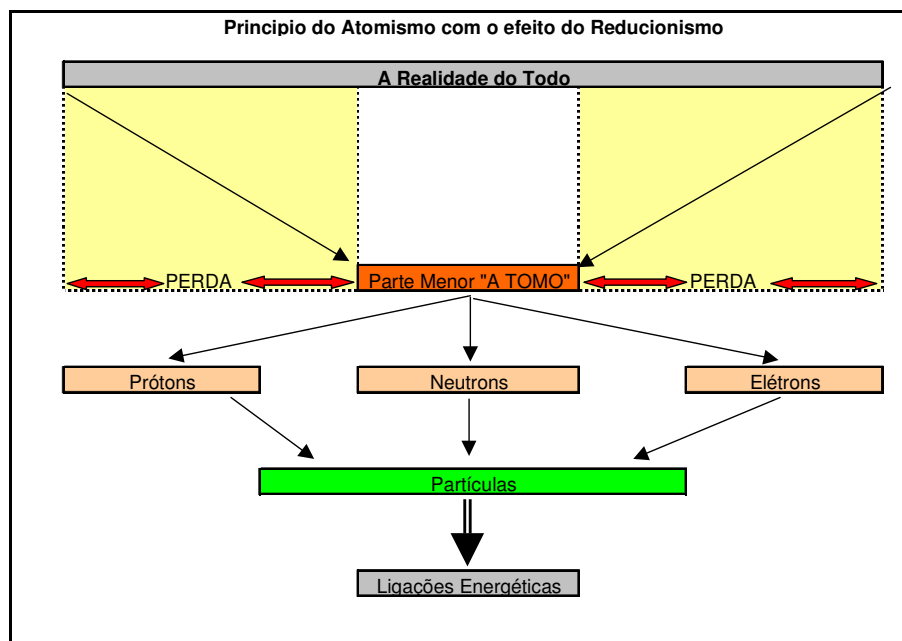 Principio do Atomismo com o efeito do Reducionismo
A Realidade do Todo
PERDA Parte Menor "A TOMO" PERDA
Prótons Neutrons Elétrons
Partículas
Ligações Energéticas